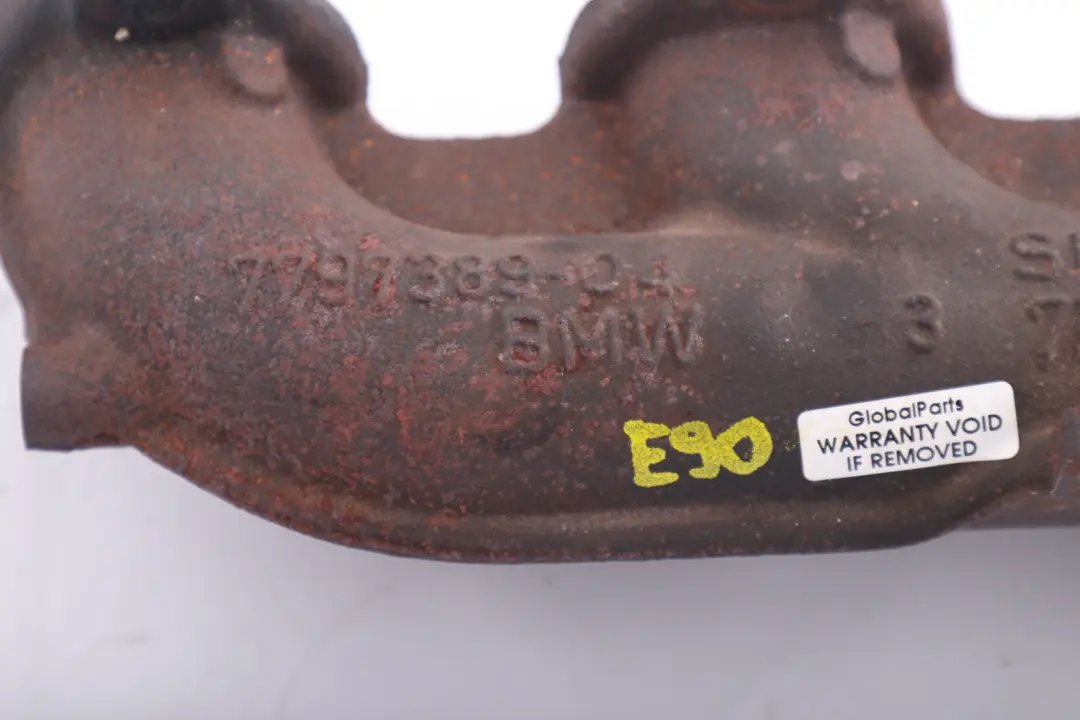 7797389-04
BMW
3
E90
GlobalParts
WARRANTY VOID
IF REMOVED